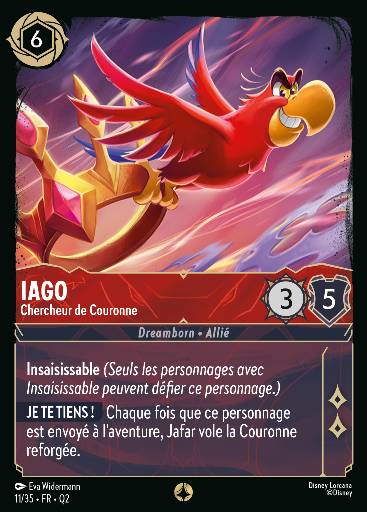 6
IAGO
Chercheur de Couronne
3
5
Dreamborn • Allié
Insaisissable (Seuls les personnages avec
Insaisissable peuvent défier ce personnage.)
JE TE TIENS ! Chaque fois que ce personnage
est envoyé à l'aventure, Jafar vole la Couronne
reforgée.
Eva Widermann
Disney Lorcana
11/35 • FR • Q2
©Disney